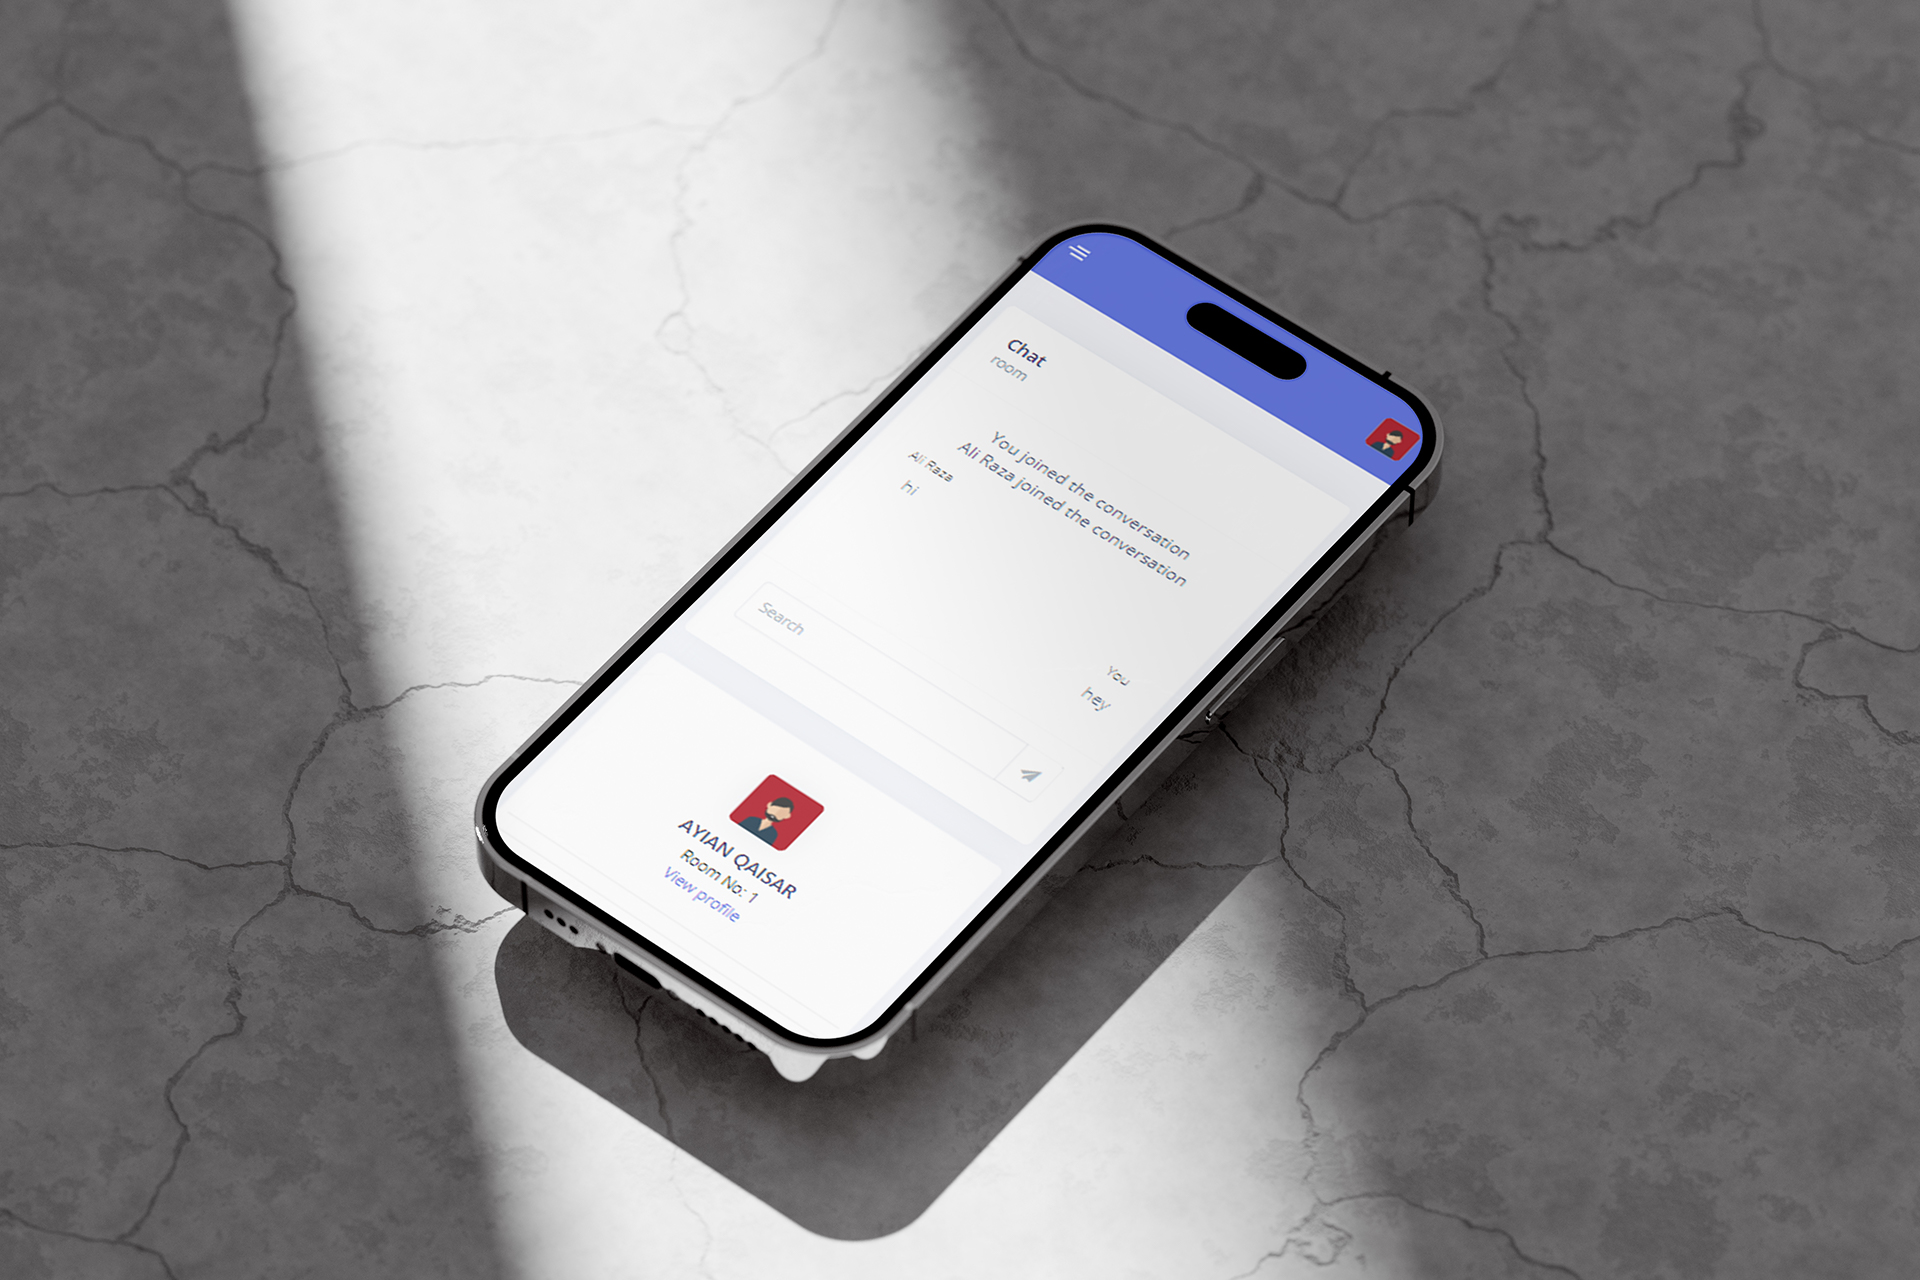 Chat
room
You joined the conversation
Ali Raza joined the conversation
Ali Raza
hi
You
hey
Search
AYIAN QAISAR
Room No: 1
View profile